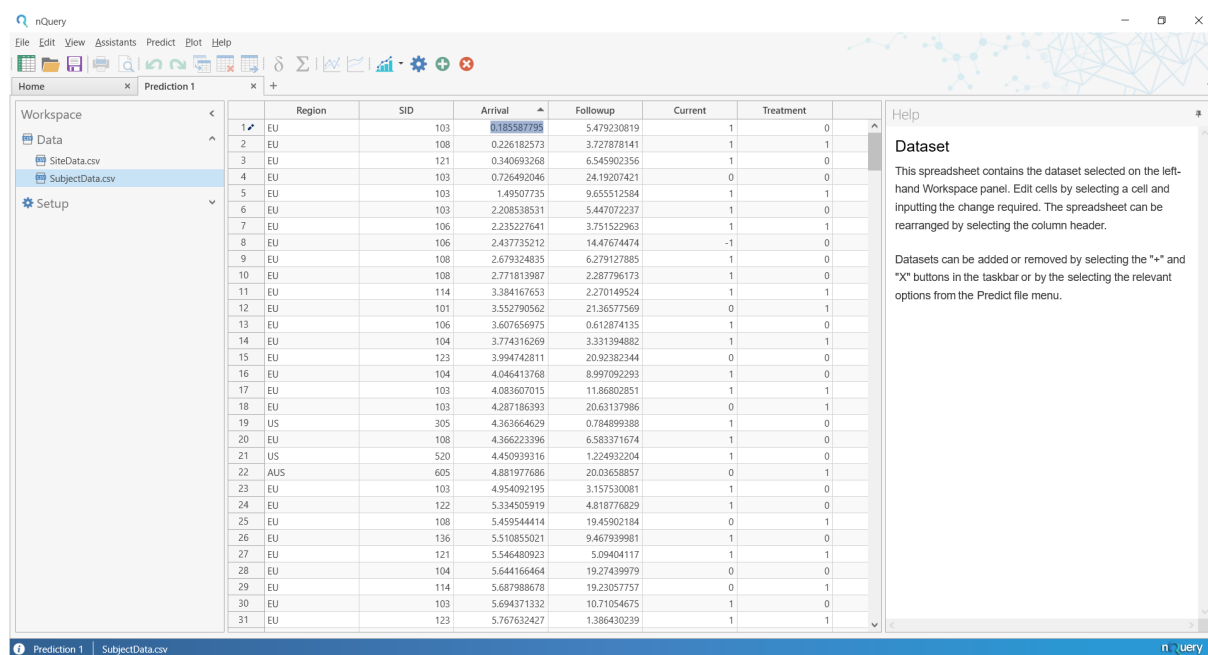 nQuery
File Edit View Assistants Predict Plot Help
δ Σ
Home × Prediction 1 × +
Workspace <
Data
SiteData.csv
SubjectData.csv
Setup
Region SID Arrival Followup Current Treatment
1 EU 103 0.185587795 5.479230819 1 0
2 EU 108 0.226182573 3.727878141 1 1
3 EU 121 0.340693268 6.545902356 1 0
4 EU 103 0.726492046 24.19207421 0 0
5 EU 103 1.49507735 9.655512584 1 1
6 EU 103 2.208538531 5.447072237 1 0
7 EU 106 2.235227641 3.751522963 1 1
8 EU 106 2.437735212 14.47674474 -1 0
9 EU 108 2.679324835 6.279127885 1 0
10 EU 108 2.771813987 2.287796173 1 0
11 EU 114 3.384167653 2.270149524 1 1
12 EU 101 3.552790562 21.36577569 0 1
13 EU 106 3.607656975 0.612874135 1 0
14 EU 104 3.774316269 3.331394882 1 1
15 EU 123 3.994742811 20.92382344 0 0
16 EU 104 4.046413768 8.997092293 1 0
17 EU 103 4.083607015 11.86802851 1 1
18 EU 103 4.287186393 20.63137986 0 1
19 US 305 4.363664629 0.784899388 1 0
20 EU 108 4.366223396 6.583371674 1 0
21 US 520 4.450939316 1.224932204 1 0
22 AUS 605 4.881977686 20.03658857 0 1
23 EU 103 4.954092195 3.157530081 1 0
24 EU 122 5.334505919 4.818776829 1 0
25 EU 108 5.459544414 19.45902184 0 1
26 EU 136 5.510855021 9.467939981 1 0
27 EU 121 5.546480923 5.09404117 1 1
28 EU 104 5.644166464 19.27439979 0 0
29 EU 114 5.687988678 19.23057757 0 1
30 EU 103 5.694371332 10.71054675 1 0
31 EU 123 5.767632427 1.386430239 1 1
Help
Dataset
This spreadsheet contains the dataset selected on the left-
hand Workspace panel. Edit cells by selecting a cell and
inputting the change required. The spreadsheet can be
rearranged by selecting the column header.
Datasets can be added or removed by selecting the "+" and
"X" buttons in the taskbar or by the selecting the relevant
options from the Predict file menu.
Prediction 1 SubjectData.csv
nQuery